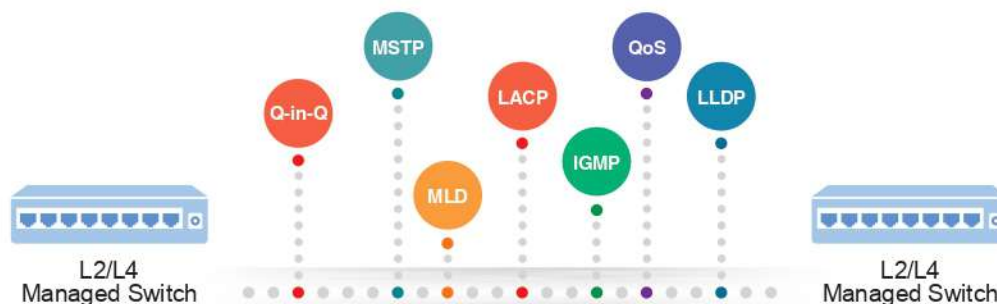 MSTP
QoS
Q-in-Q
LACP
LLDP
IGMP
MLD
L2/L4
Managed Switch
L2/L4
Managed Switch